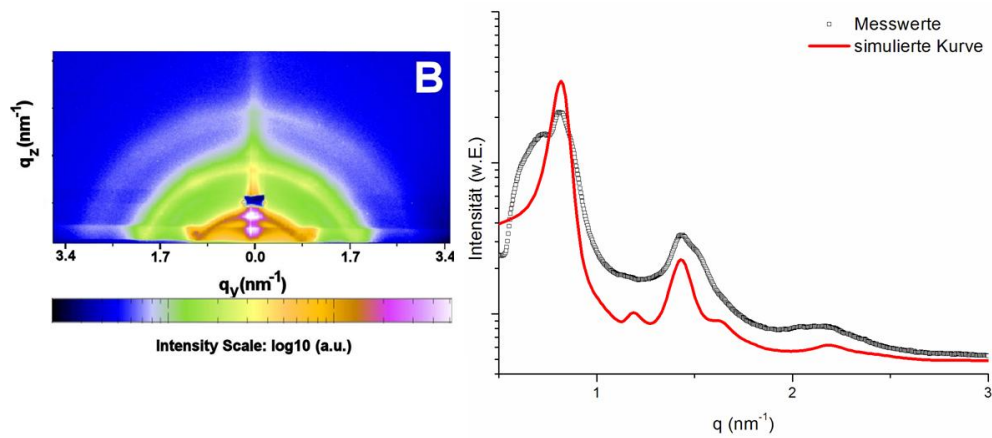 B
q_z(nm⁻¹)
3.4 1.7 0.0 1.7 3.4
q_y(nm⁻¹)
Intensity Scale: log10 (a.u.)
Messwerte
simulierte Kurve
Intensität (w.E.)
1 2 3
q (nm⁻¹)